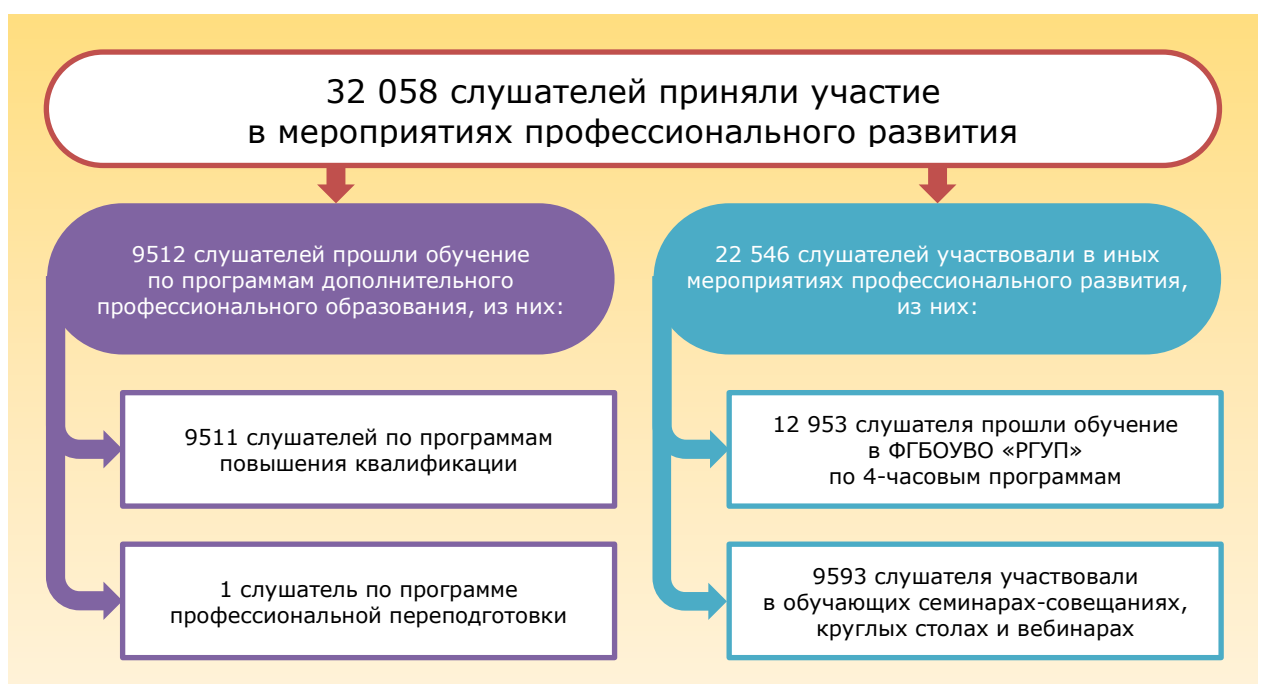 32 058 слушателей приняли участие
в мероприятиях профессионального развития
9512 слушателей прошли обучение
по программам дополнительного
профессионального образования, из них:
9511 слушателей по программам
повышения квалификации
1 слушатель по программе
профессиональной переподготовки
22 546 слушателей участвовали в иных
мероприятиях профессионального развития,
из них:
12 953 слушателя прошли обучение
в ФГБОУВО «РГУП»
по 4-часовым программам
9593 слушателя участвовали
в обучающих семинарах-совещаниях,
круглых столах и вебинарах